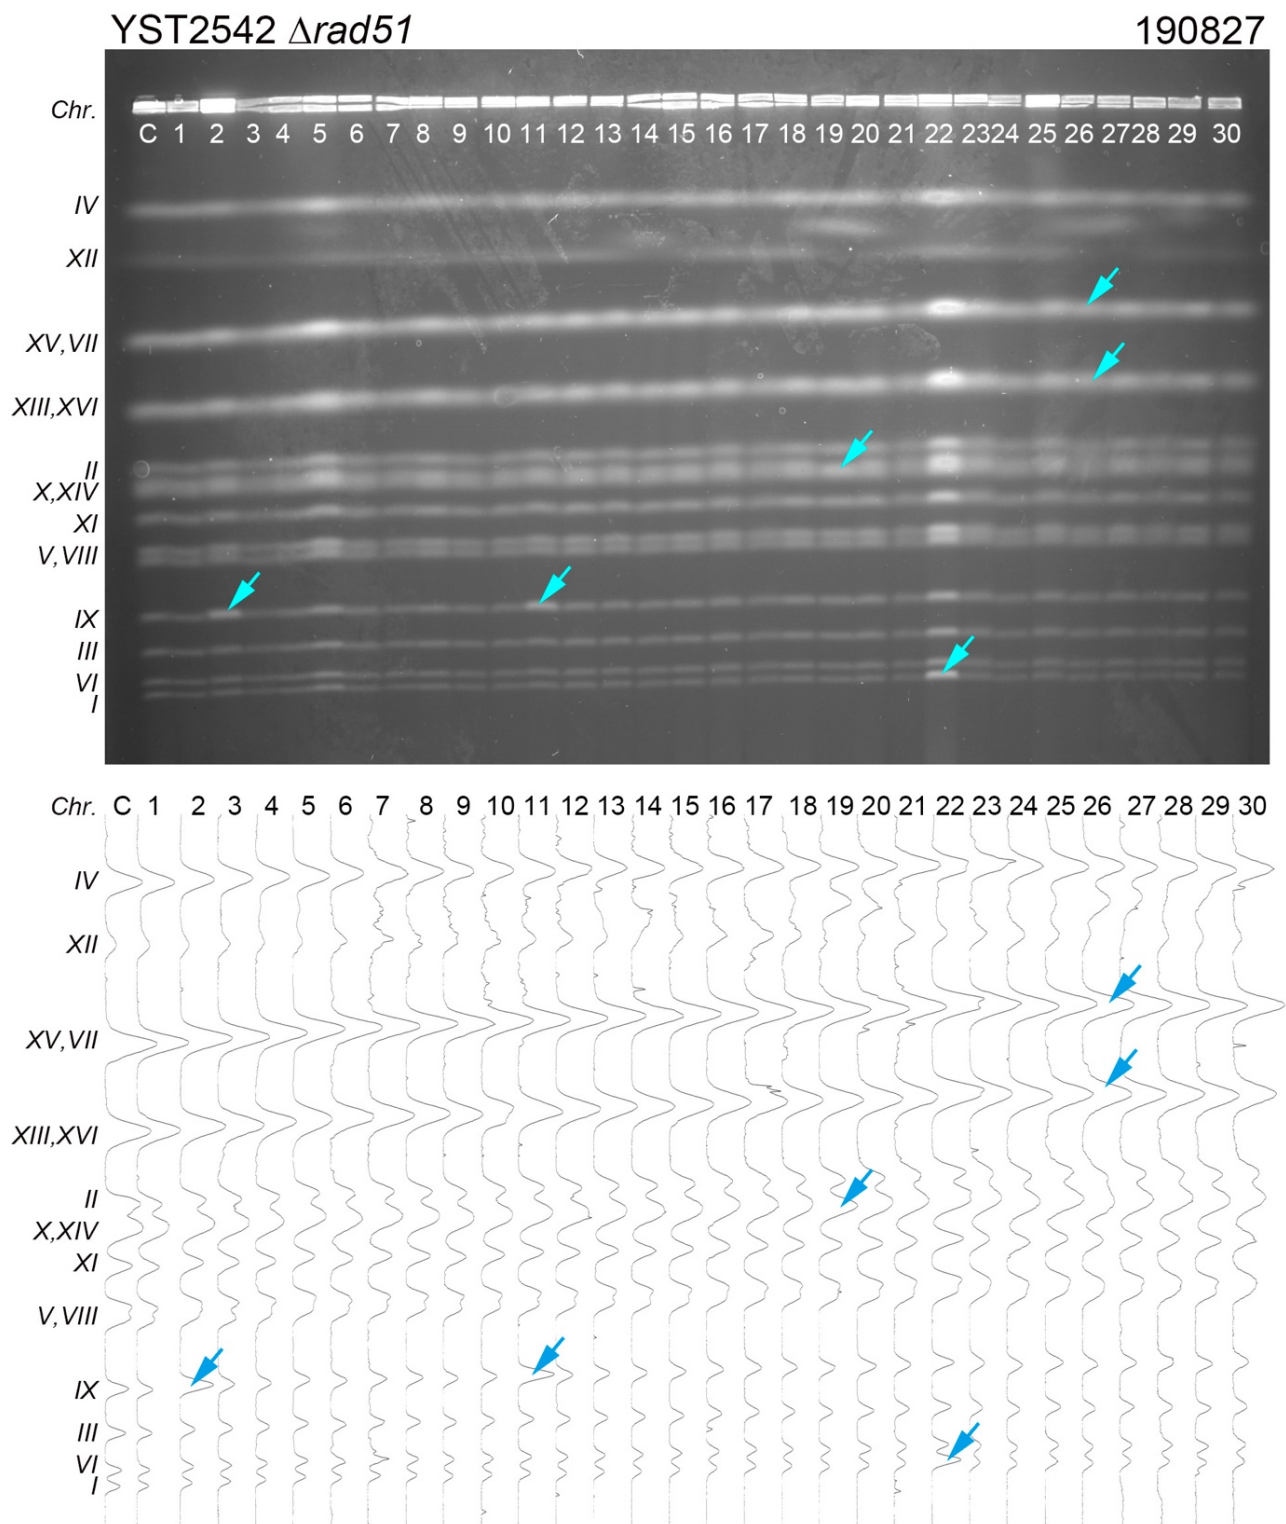 YST2542 Δrad51 190827
Chr. C 1 2 3 4 5 6 7 8 9 10 11 12 13 14 15 16 17 18 19 20 21 22 23 24 25 26 27 28 29 30
IV
XII
XV,VII
XIII,XVI
II
X,XIV
XI
V,VIII
IX
III
VI
I
Chr. C 1 2 3 4 5 6 7 8 9 10 11 12 13 14 15 16 17 18 19 20 21 22 23 24 25 26 27 28 29 30
IV
XII
XV,VII
XIII,XVI
II
X,XIV
XI
V,VIII
IX
III
VI
I